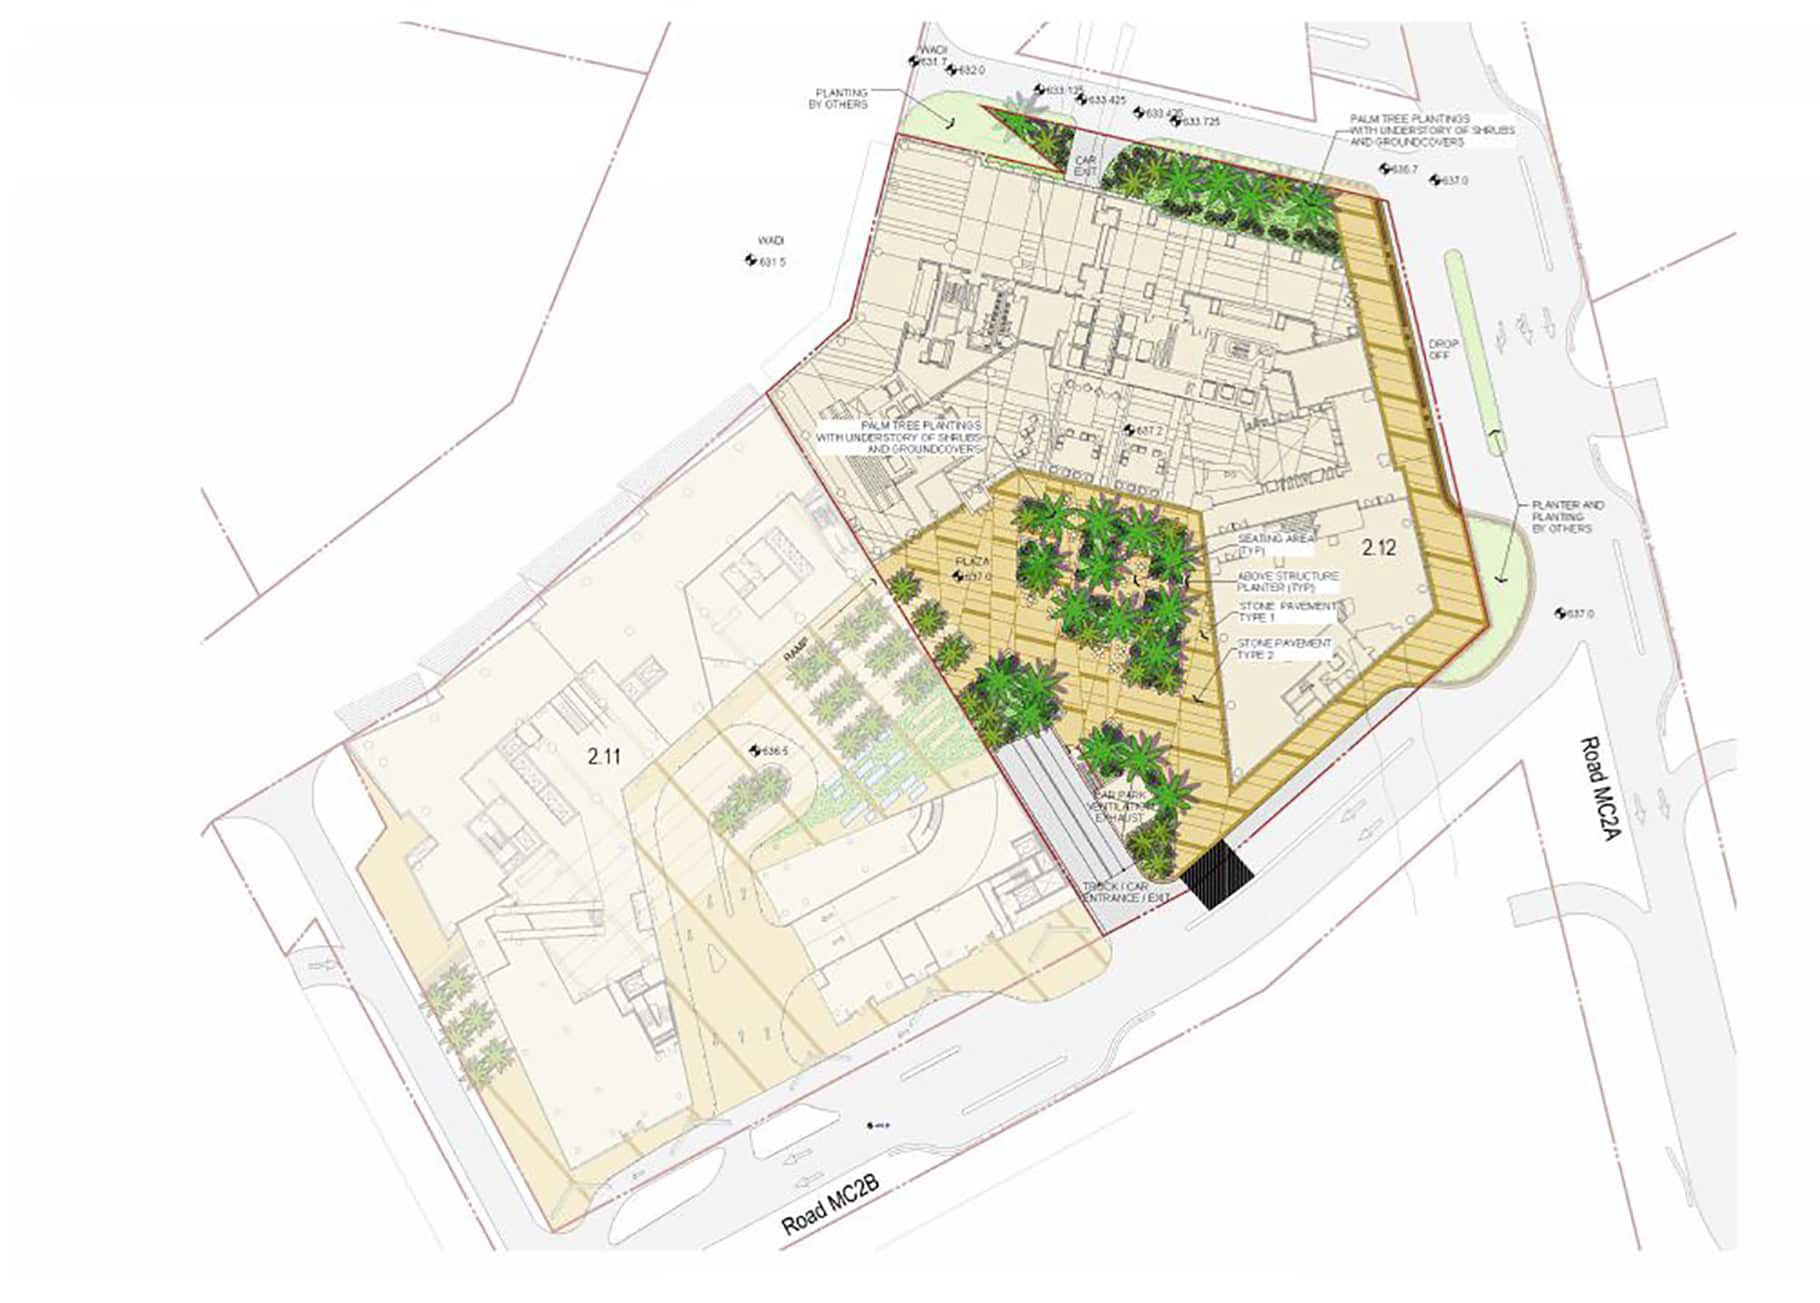 WADI
631.7
632.0
PLANTING
BY OTHERS
633.125
633.425
633.425
633.725
PALM TREE PLANTINGS
WITH UNDERSTORY OF SHRUBS
AND GROUNDCOVERS
CAR
EXIT
636.7
637.0
WADI
631.5
DROP
OFF
PALM TREE PLANTINGS
WITH UNDERSTORY OF SHRUBS
AND GROUNDCOVERS
637.2
PLANTER AND
PLANTING
BY OTHERS
SEATING AREA
(TYP)
2.12
PLAZA
637.0
ABOVE STRUCTURE
PLANTER (TYP)
STONE PAVEMENT
TYPE 1
637.0
STONE PAVEMENT
TYPE 2
RAMP
2.11
636.5
CAR PARK
VENTILATION
EXHAUST
Road MC2A
TRUCK / CAR
ENTRANCE / EXIT
Road MC2B